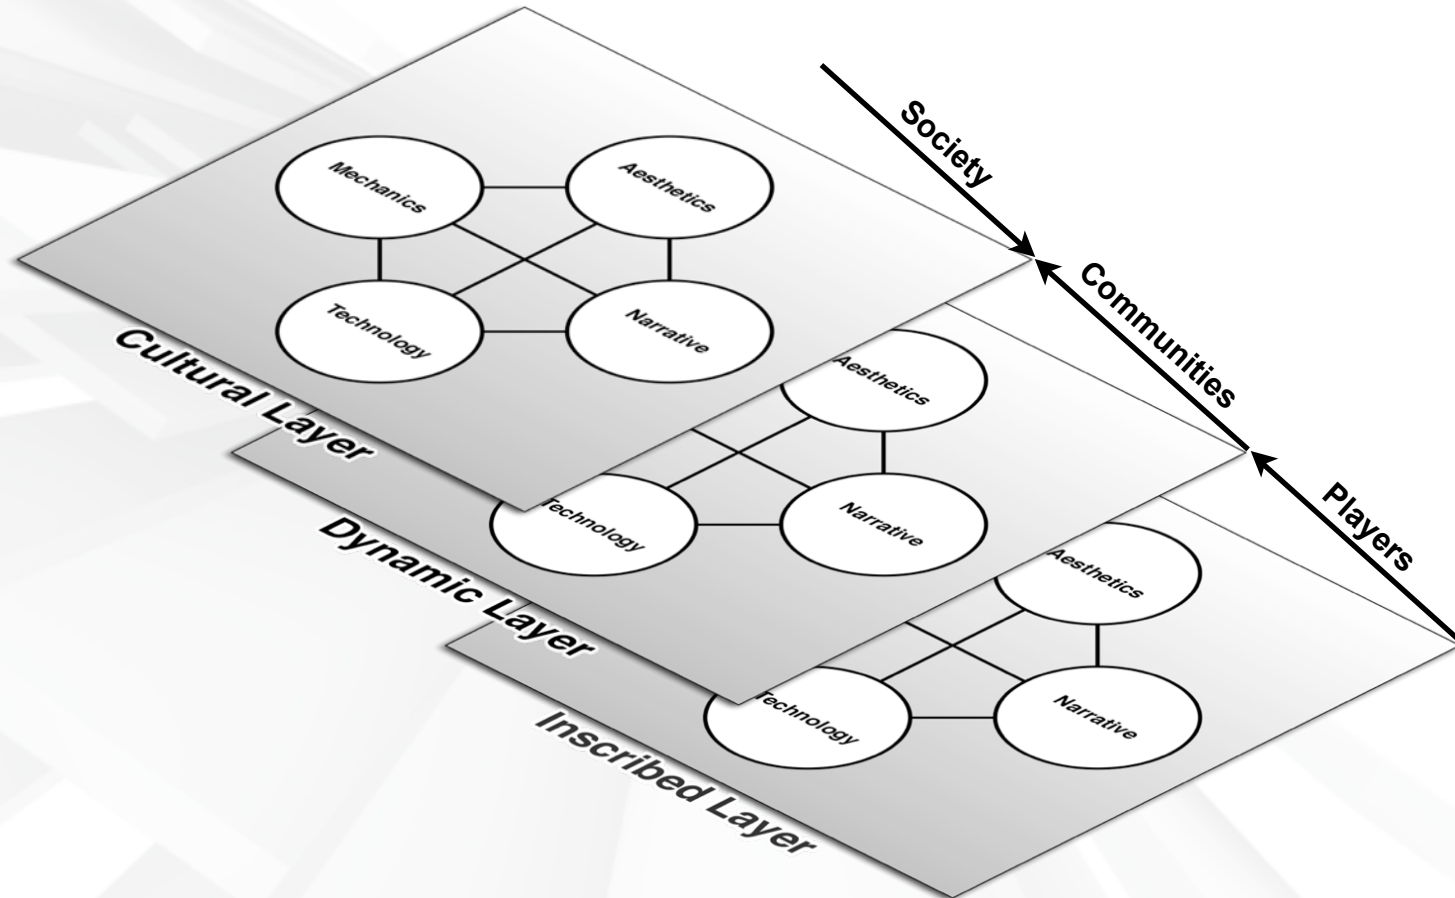 Society
Mechanics
Aesthetics
Communities
Technology
Narrative
Cultural Layer
Aesthetics
Players
Technology
Narrative
Dynamic Layer
Aesthetics
Technology
Narrative
Inscribed Layer